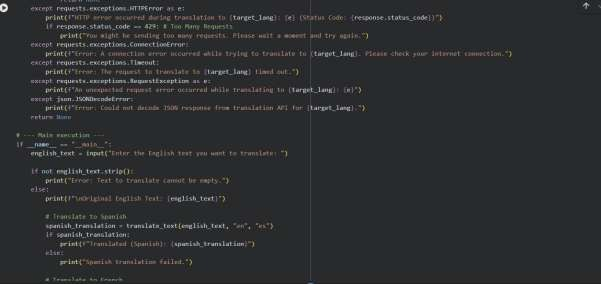 return None
except requests.exceptions.HTTPError as e:
print(f"HTTP error occurred during translation to {target_lang}: {e} (Status Code: {response.status_code})")
if response.status_code == 429: # Too Many Requests
print("You might be sending too many requests. Please wait a moment and try again.")
except requests.exceptions.ConnectionError:
print(f"Error: A connection error occurred while trying to translate to {target_lang}. Please check your internet connection.")
except requests.exceptions.Timeout:
print(f"Error: The request to translate to {target_lang} timed out.")
except requests.exceptions.RequestException as e:
print(f"An unexpected request error occurred while translating to {target_lang}: {e}")
except json.JSONDecodeError:
print(f"Error: Could not decode JSON response from translation API for {target_lang}.")
return None
# --- Main execution ---
if __name__ == "__main__":
english_text = input("Enter the English text you want to translate: ")
if not english_text.strip():
print("Error: Text to translate cannot be empty.")
else:
print(f"\nOriginal English Text: {english_text}")
# Translate to Spanish
spanish_translation = translate_text(english_text, "en", "es")
if spanish_translation:
print(f"Translated (Spanish): {spanish_translation}")
else:
print("Spanish translation failed.")
# Translate to French